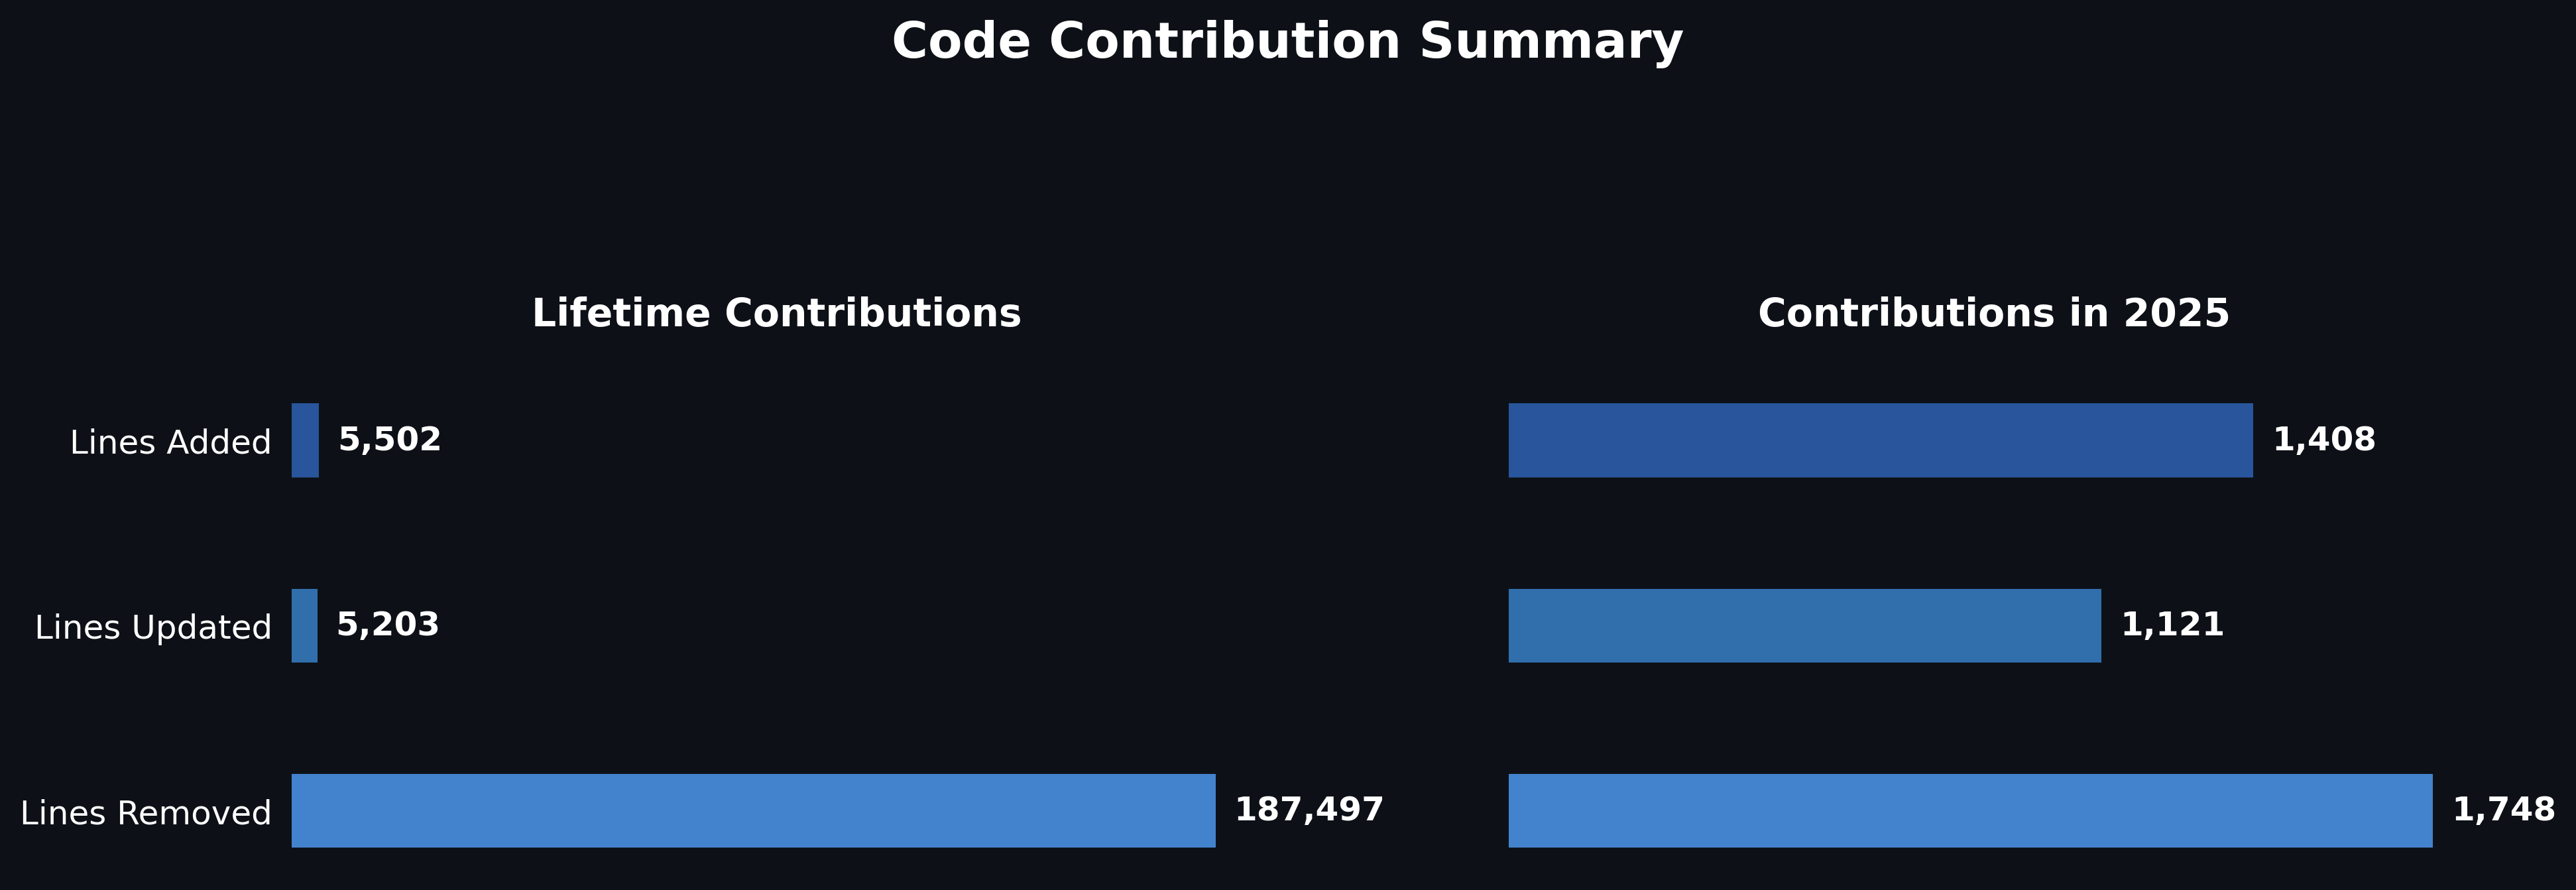 Code Contribution Summary
Lifetime Contributions
Lines Added 5,502
Lines Updated 5,203
Lines Removed 187,497
Contributions in 2025
1,408
1,121
1,748